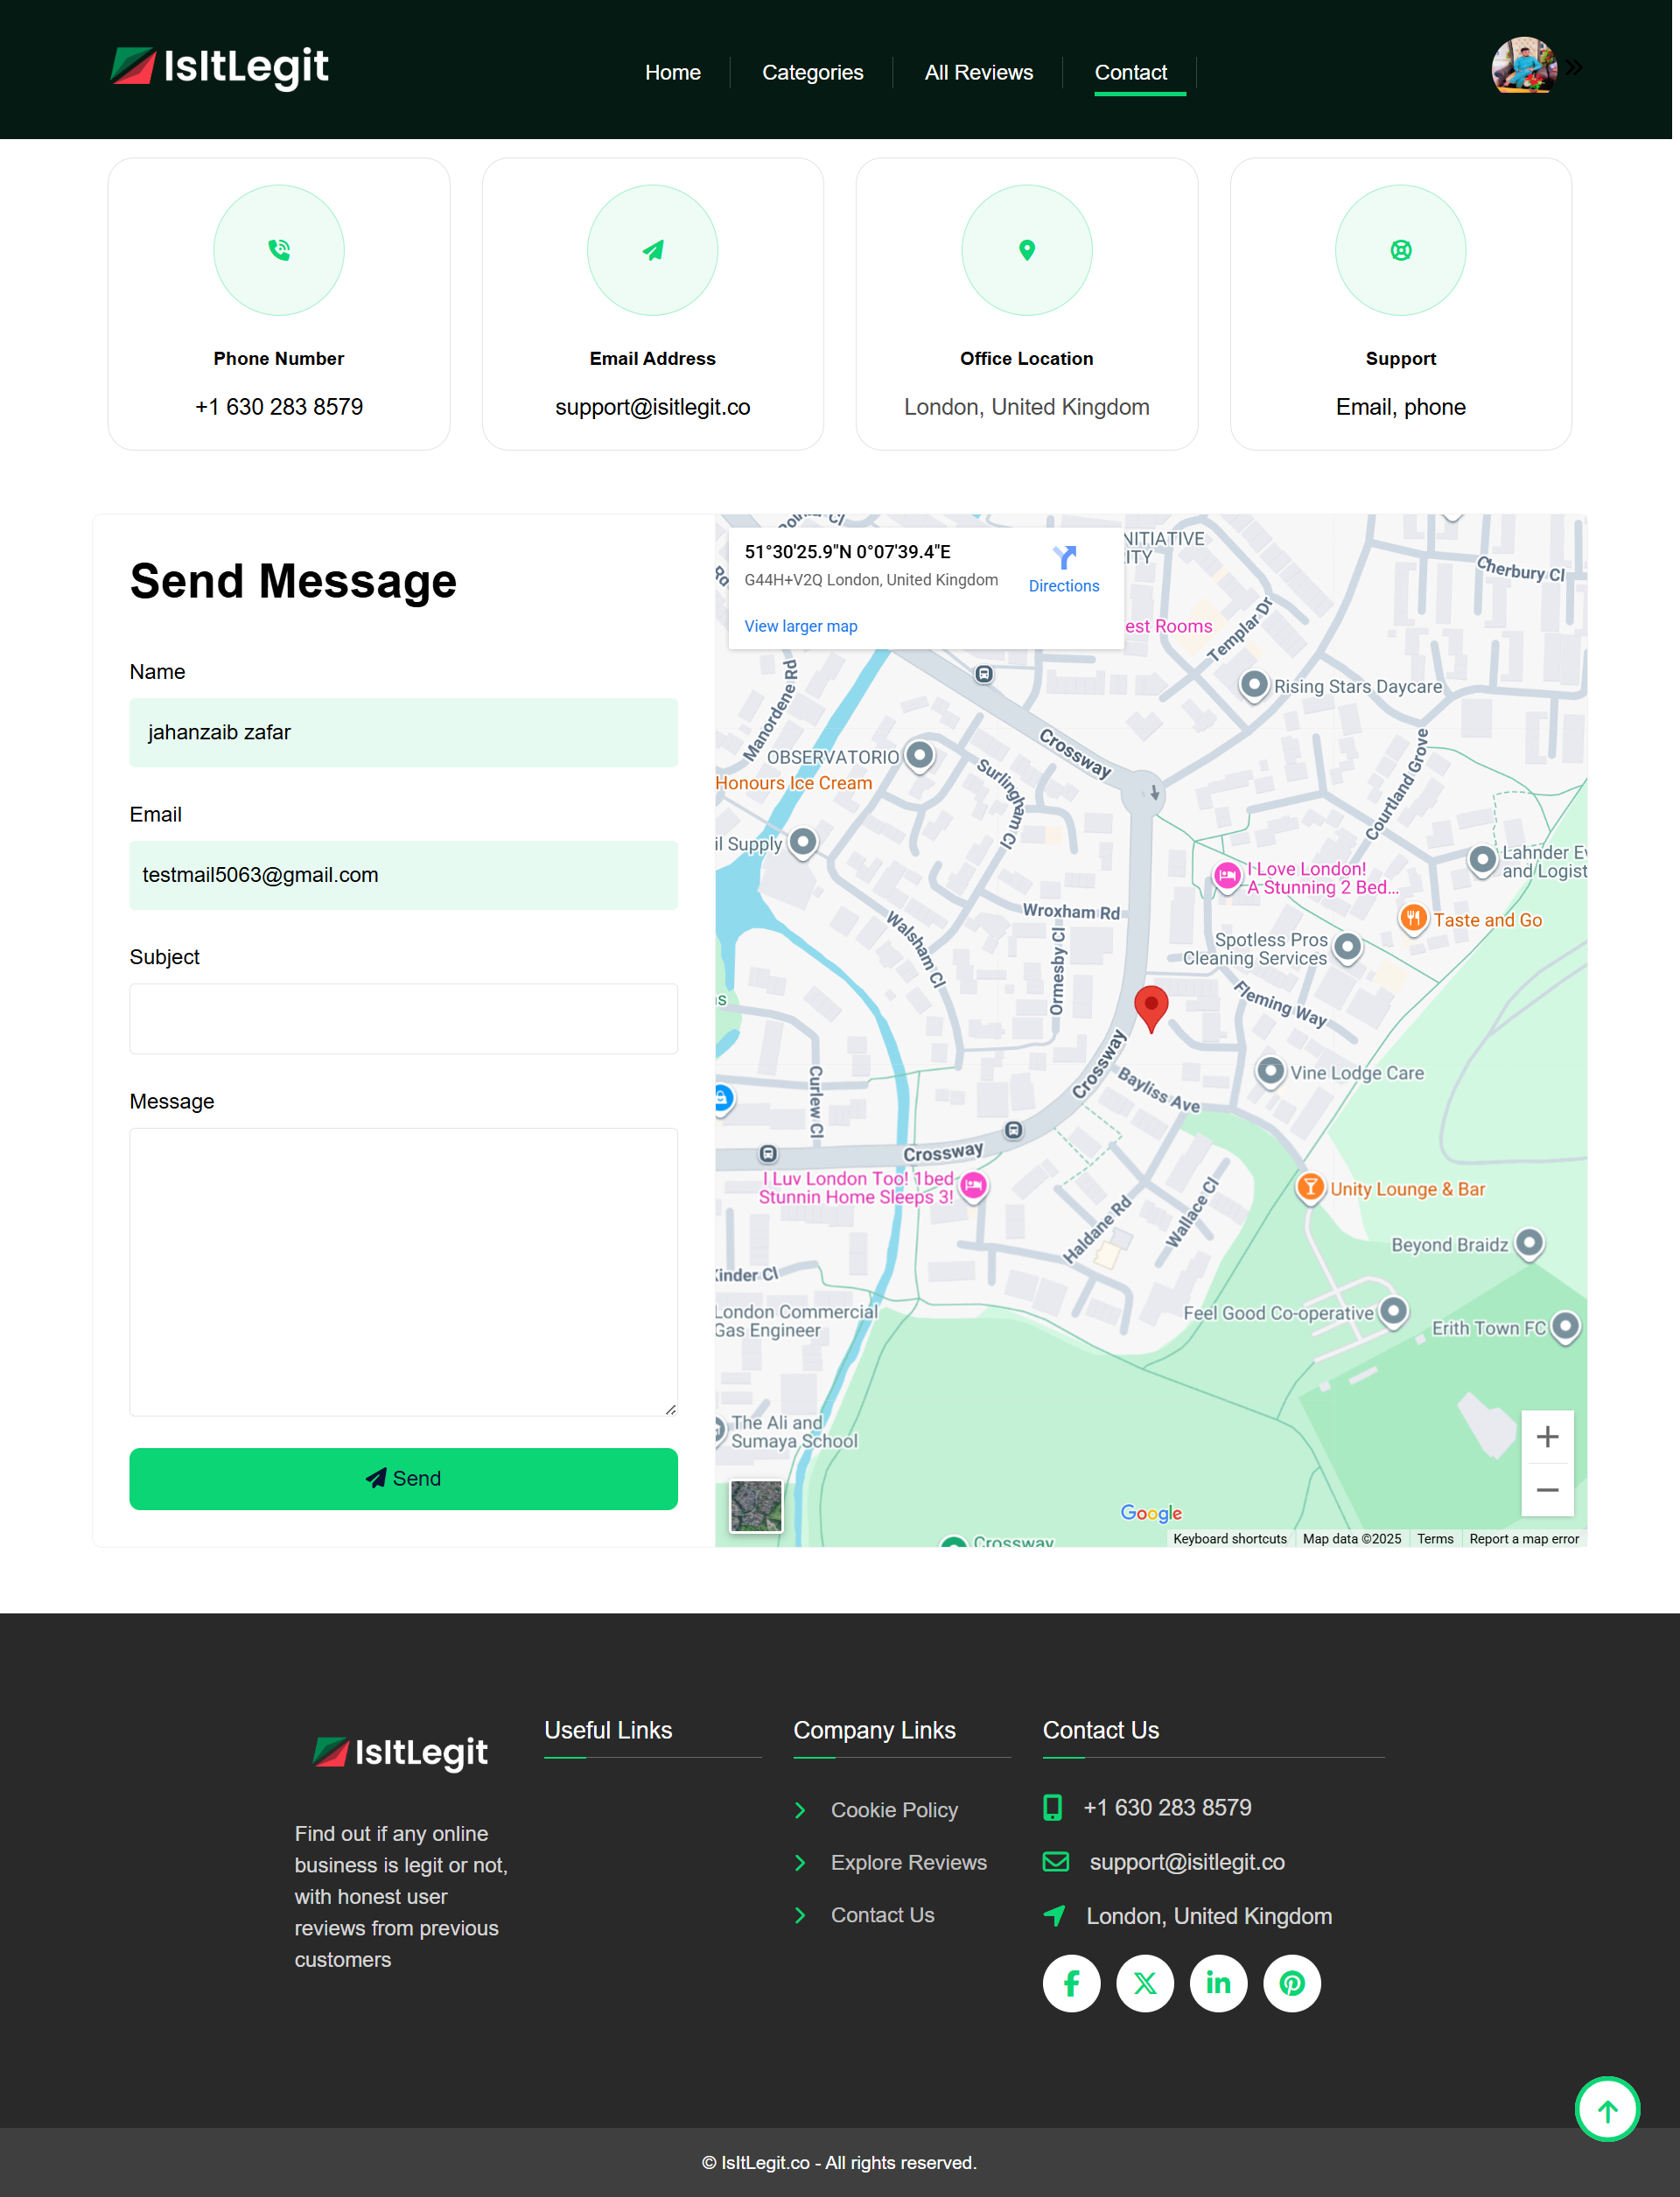 IsItLegit
Home
Categories
All Reviews
Contact
Phone Number
+1 630 283 8579
Email Address
support@isitlegit.co
Office Location
London, United Kingdom
Support
Email, phone
Send Message
Name
jahanzaib zafar
Email
testmail5063@gmail.com
Subject
Message
Send
51°30'25.9"N 0°07'39.4"E
G44H+V2Q London, United Kingdom
Directions
View larger map
NITIATIVE
ITY
est Rooms
Cherbury Cl
Templar Dr
Rising Stars Daycare
Manordene Rd
Crossway
OBSERVATORIO
Honours Ice Cream
Surlingham Cl
Courtland Grove
il Supply
Lahnder Ev
and Logist
I Love London!
A Stunning 2 Bed...
Wroxham Rd
Taste and Go
Walsham Cl
Ormesby Cl
Spotless Pros
Cleaning Services
Fleming Way
Crossway
Vine Lodge Care
Curlew Cl
Bayliss Ave
Crossway
I Luv London Too! 1bed
Stunnin Home Sleeps 3!
Unity Lounge & Bar
Haldane Rd
Wallace Cl
Beyond Braidz
Kinder Cl
London Commercial
Gas Engineer
Feel Good Co-operative
Erith Town FC
The Ali and
Sumaya School
Google
Crossway
Keyboard shortcuts
Map data ©2025
Terms
Report a map error
IsItLegit
Find out if any online
business is legit or not,
with honest user
reviews from previous
customers
Useful Links
Company Links
Cookie Policy
Explore Reviews
Contact Us
Contact Us
+1 630 283 8579
support@isitlegit.co
London, United Kingdom
© IsItLegit.co - All rights reserved.